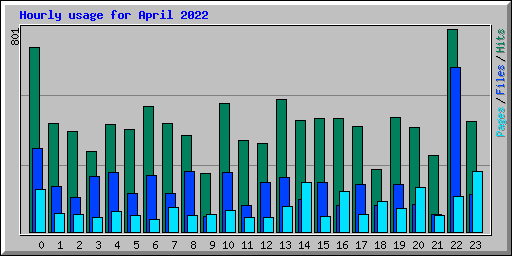 Hourly usage for April 2022
801
Pages/Files/Hits
0 1 2 3 4 5 6 7 8 9 10 11 12 13 14 15 16 17 18 19 20 21 22 23